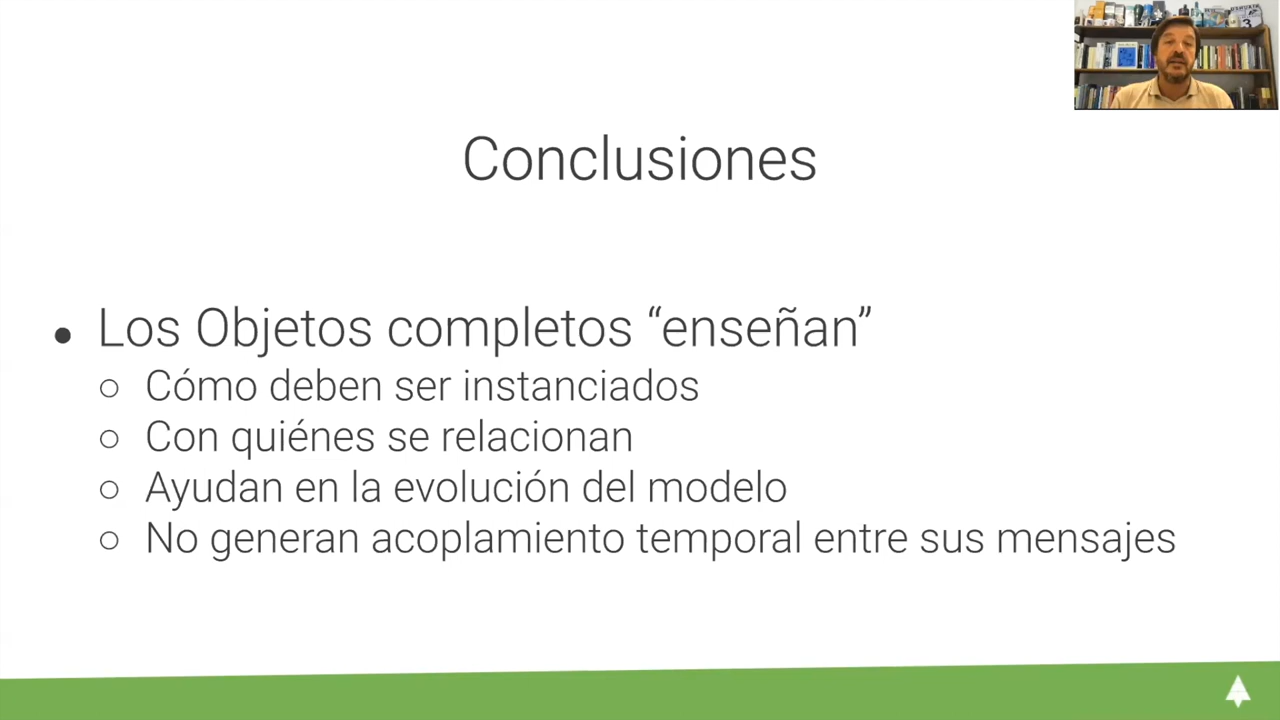 Conclusiones
● Los Objetos completos “enseñan”
○ Cómo deben ser instanciados
○ Con quiénes se relacionan
○ Ayudan en la evolución del modelo
○ No generan acoplamiento temporal entre sus mensajes